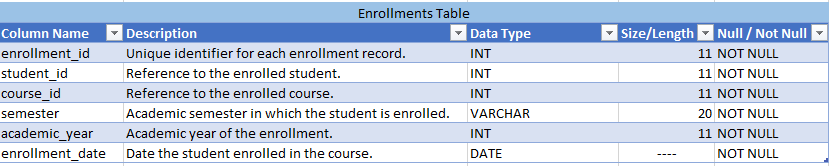 Enrollments Table
Column Name Description Data Type Size/Length Null / Not Null
enrollment_id Unique identifier for each enrollment record. INT 11 NOT NULL
student_id Reference to the enrolled student. INT 11 NOT NULL
course_id Reference to the enrolled course. INT 11 NOT NULL
semester Academic semester in which the student is enrolled. VARCHAR 20 NOT NULL
academic_year Academic year of the enrollment. INT 11 NOT NULL
enrollment_date Date the student enrolled in the course. DATE ---- NOT NULL